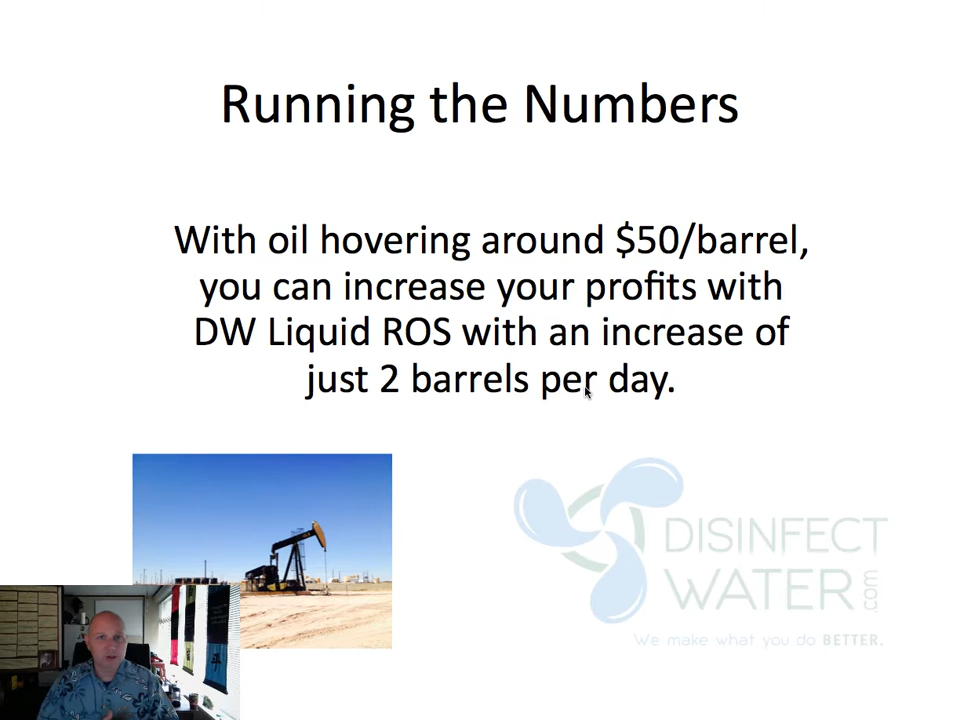 Running the Numbers
With oil hovering around $50/barrel,
you can increase your profits with
DW Liquid ROS with an increase of
just 2 barrels per day.
DISINFECT
WATER.com
We make what you do BETTER.